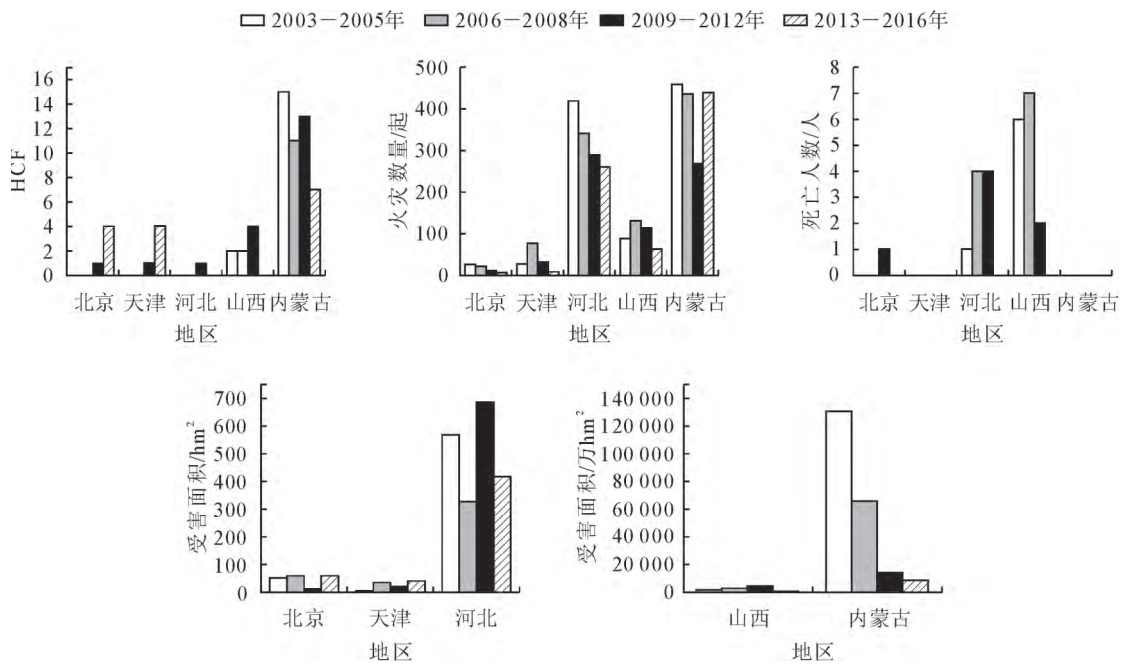 2003－2005年 2006－2008年 2009－2012年 2013－2016年
HCF
16
14
12
10
8
6
4
2
0
北京 天津 河北 山西 内蒙古
地区
火灾数量/起
500
400
300
200
100
0
北京 天津 河北 山西 内蒙古
地区
死亡人数/人
8
7
6
5
4
3
2
1
0
北京 天津 河北 山西 内蒙古
地区
受害面积/hm²
700
600
500
400
300
200
100
0
北京 天津 河北
地区
受害面积/万hm²
140 000
120 000
100 000
80 000
60 000
40 000
20 000
0
山西 内蒙古
地区